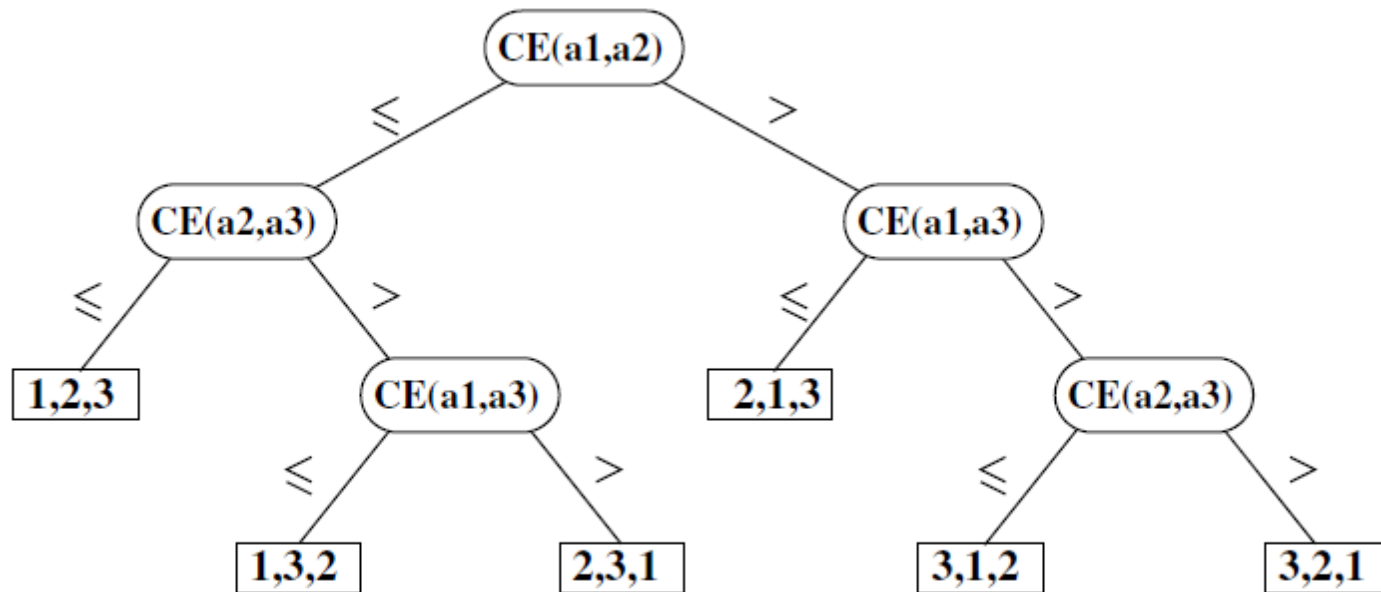 CE(a1,a2)
≤ >
CE(a2,a3) CE(a1,a3)
≤ > ≤ >
1,2,3 CE(a1,a3) 2,1,3 CE(a2,a3)
≤ > ≤ >
1,3,2 2,3,1 3,1,2 3,2,1